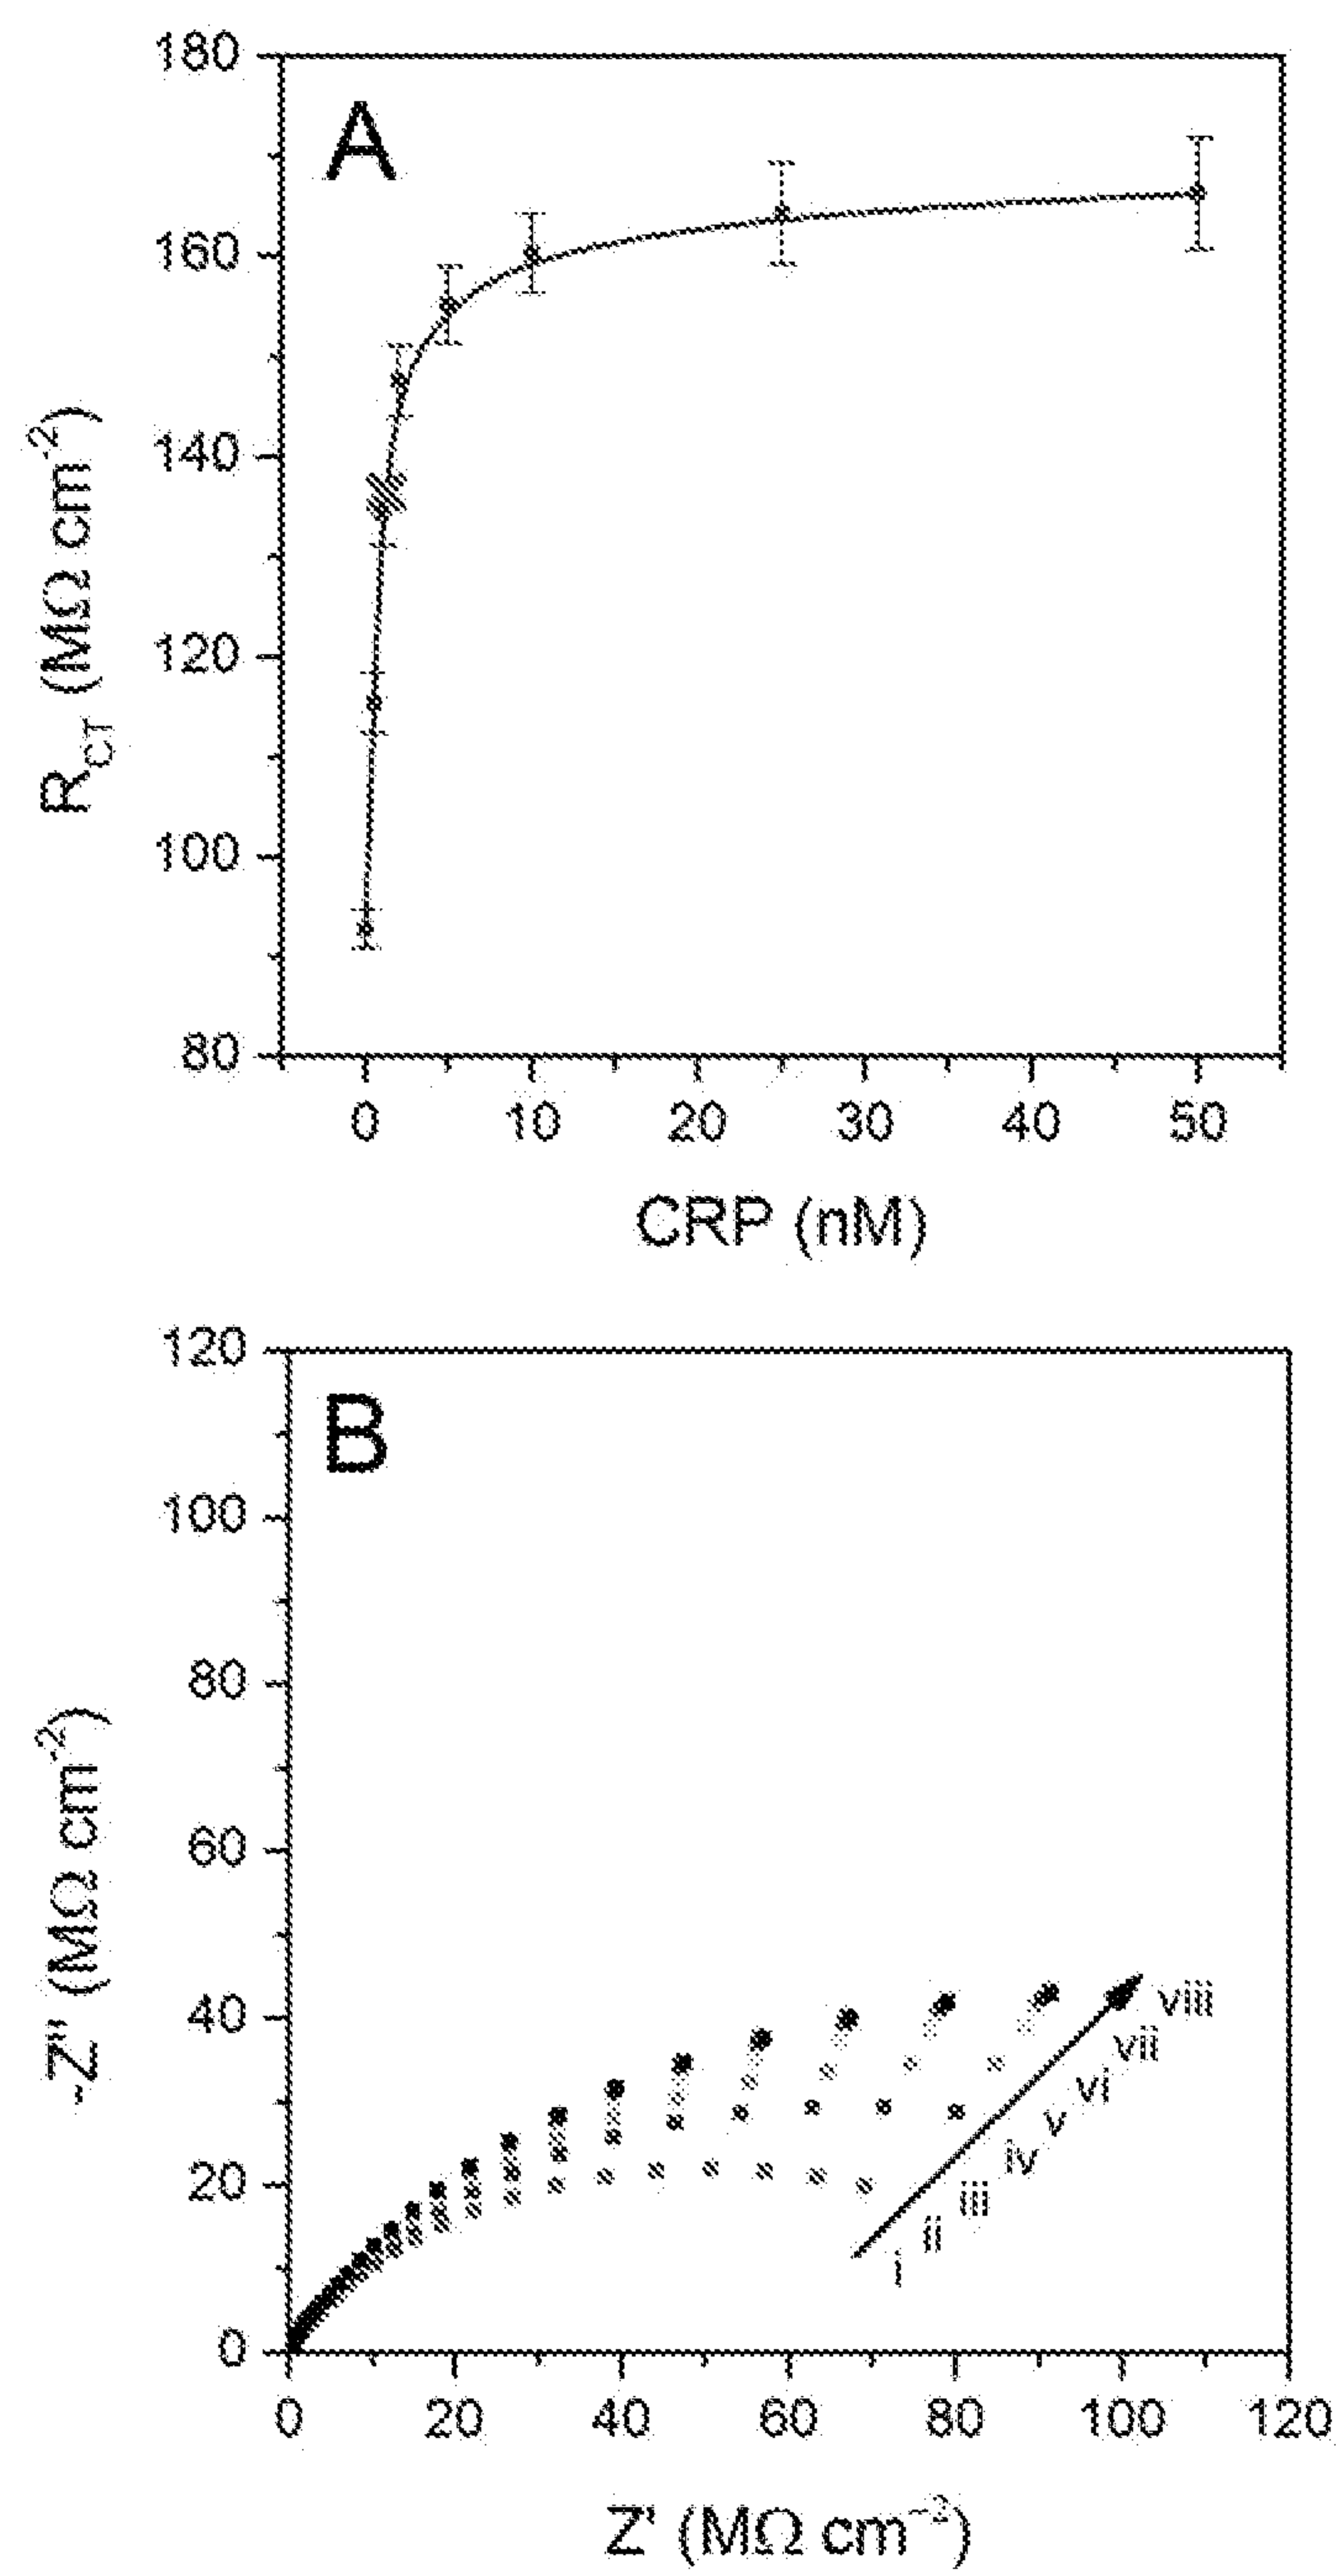 180
A
160
140
120
100
80
R_CT (MΩ cm⁻²)
0 10 20 30 40 50
CRP (nM)
120
B
100
80
60
40
20
0
-Z" (MΩ cm⁻²)
viii
vii
vi
v
iv
iii
ii
i
0 20 40 60 80 100 120
Z' (MΩ cm⁻²)